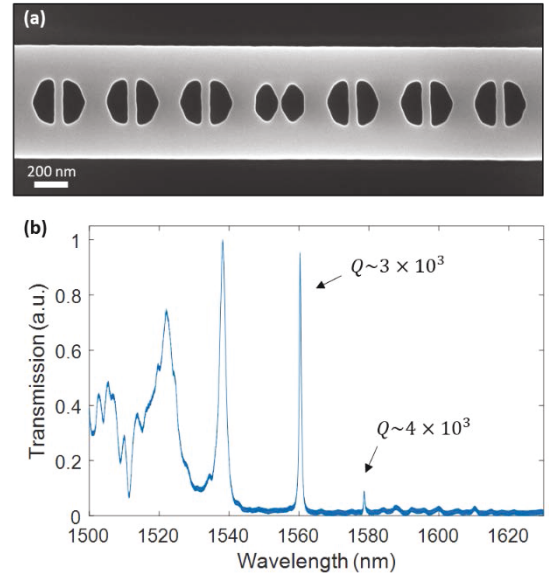 (a)
200 nm
(b)
Transmission (a.u.)
1
0.8
0.6
0.4
0.2
0
Q~3 × 10³
Q~4 × 10³
1500 1520 1540 1560 1580 1600 1620
Wavelength (nm)